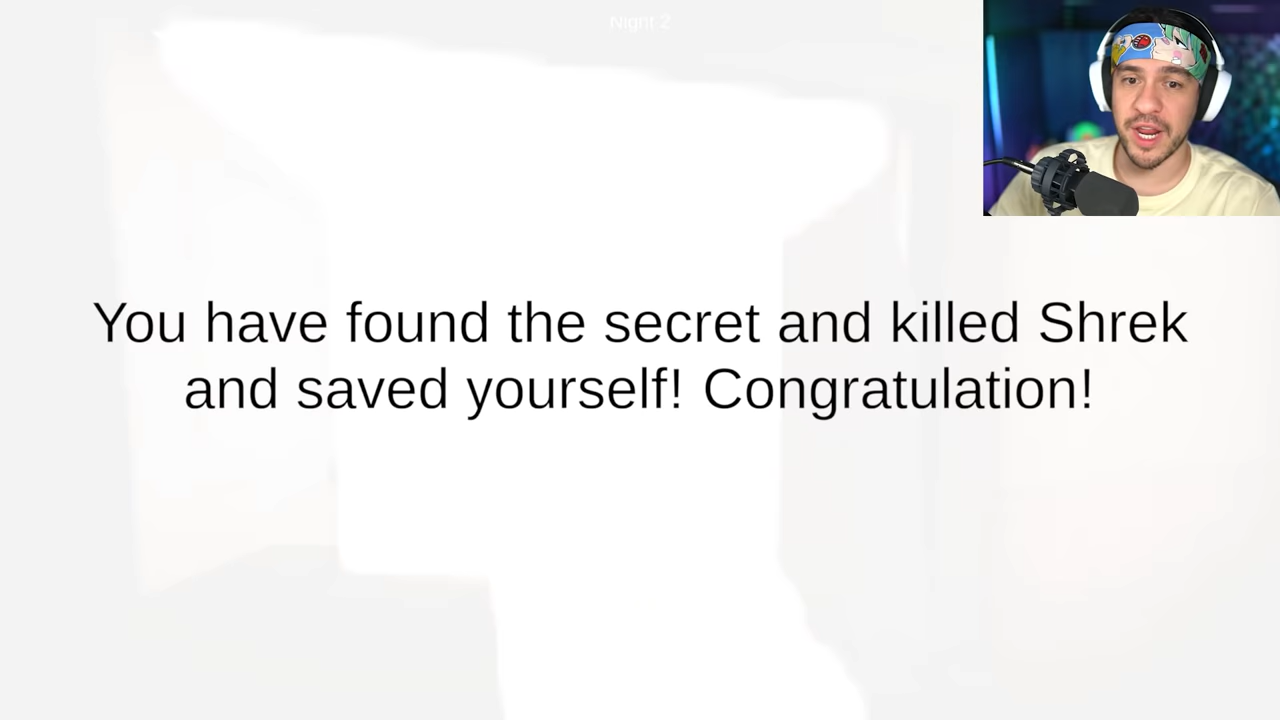 Night 2
You have found the secret and killed Shrek
and saved yourself! Congratulation!